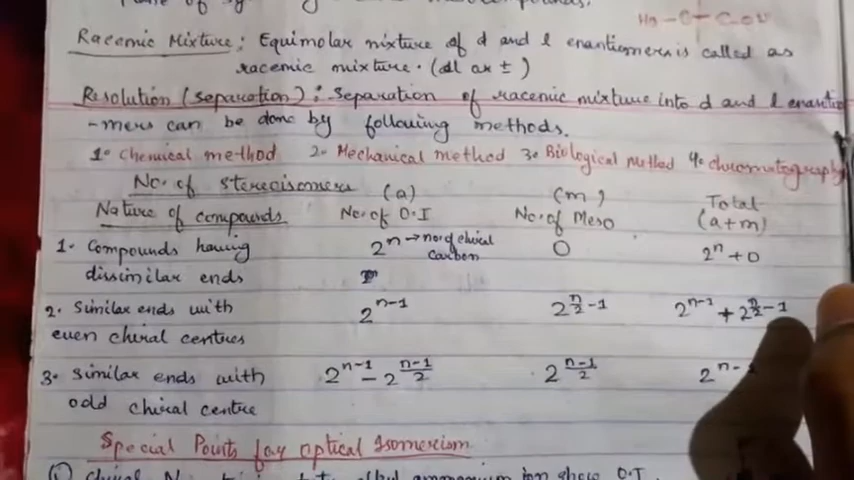 Racemic Mixture: Equimolar mixture of d and l enantiomers is called as
racemic mixture. (dl or ±)
Resolution (separation): Separation of racemic mixture into d and l enantio
-mers can be done by following methods.
1. Chemical method 2. Mechanical method 3. Biological method 4. chromatography
No. of stereoisomers (a) (m) Total
Nature of compounds No. of O.I No. of Meso (a+m)
1. Compounds having 2ⁿ → no. of chiral carbon 0 2ⁿ + 0
dissimilar ends
2. Similar ends with 2^{n-1} 2^{n/2 - 1} 2^{n-1} + 2^{n/2 - 1}
even chiral centres
3. Similar ends with 2^{n-1} - 2^{(n-1)/2} 2^{(n-1)/2} 2^{n-
odd chiral centre
Special Points for optical Isomerism
ammonium ion show O.I.